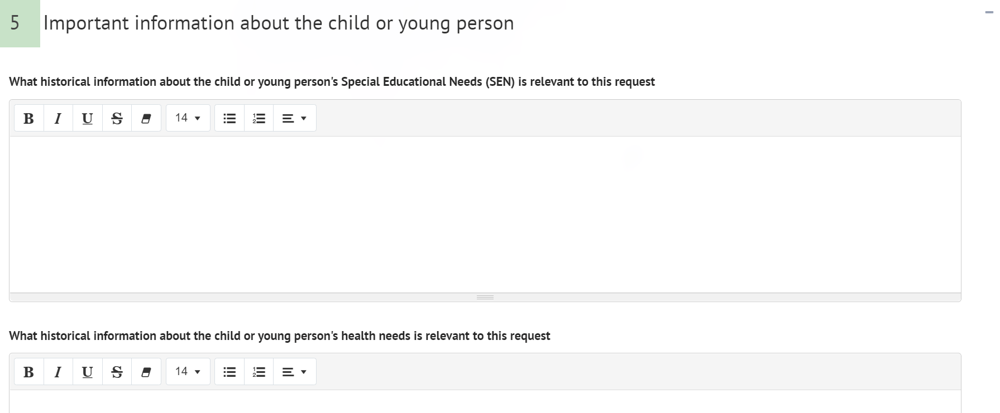 5 Important information about the child or young person
What historical information about the child or young person's Special Educational Needs (SEN) is relevant to this request
B I U S 14
What historical information about the child or young person's health needs is relevant to this request
B I U S 14